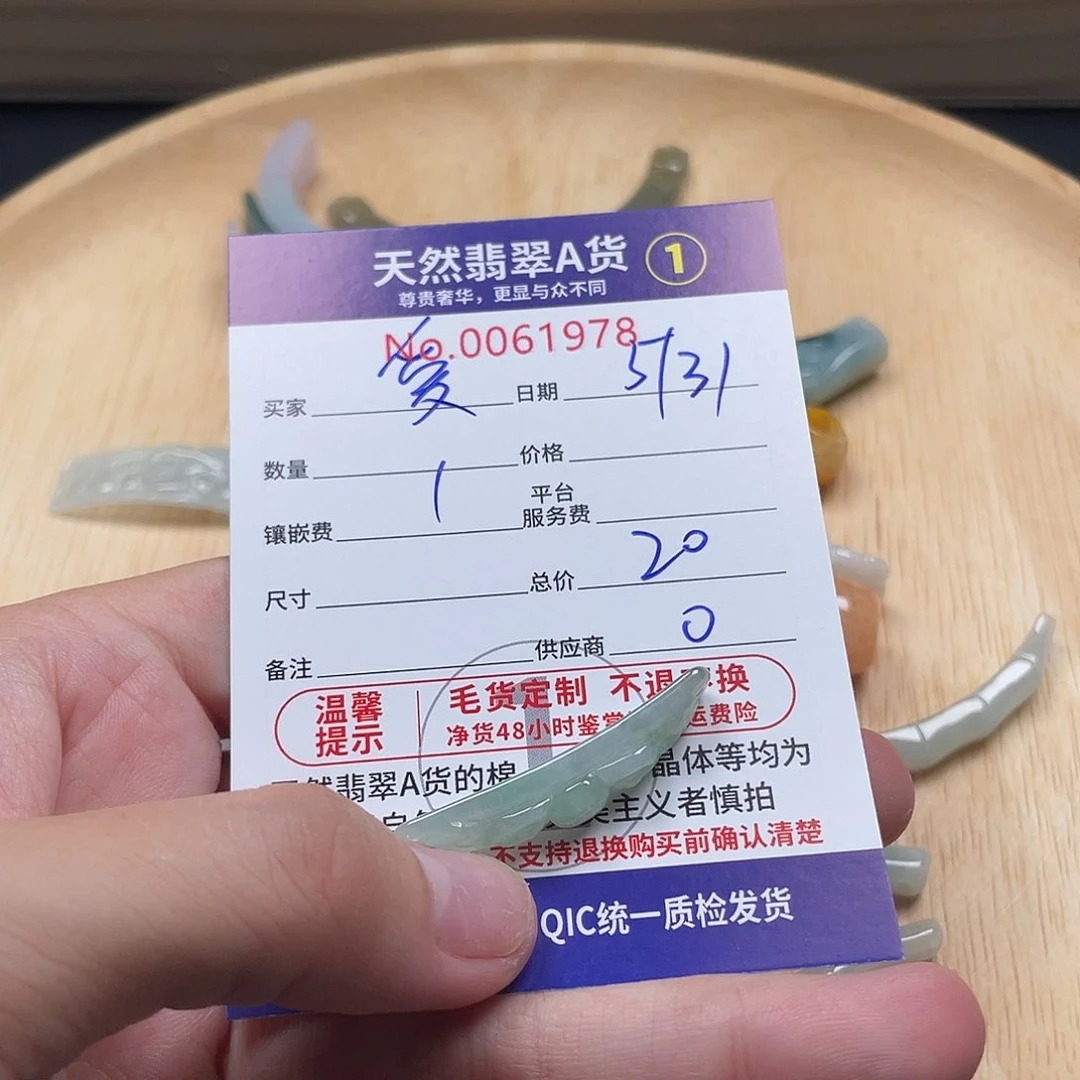 天然翡翠A货 1
尊贵奢华，更显与众不同
No.0061978
买家 爱 日期 5/31
数量 1 价格
镶嵌费 平台服务费
尺寸 总价 20
备注 供应商 0
温馨提示 毛货定制 不退不换
净货48小时鉴赏 运费险
天然翡翠A货的棉 晶体等均为
主义者慎拍
不支持退换购买前确认清楚
QIC统一质检发货